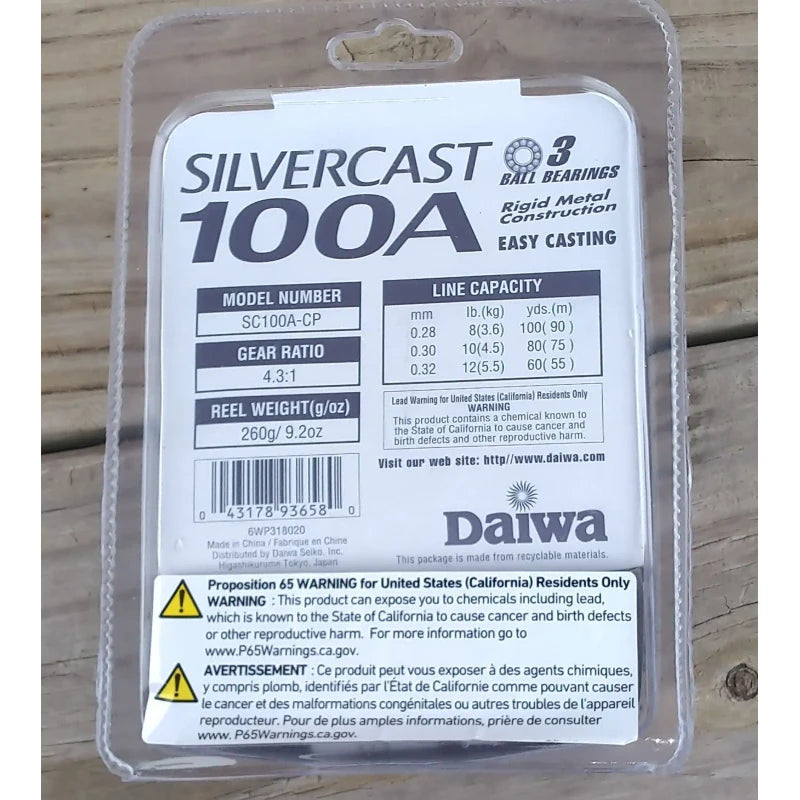 SILVERCAST
100A
3
BALL BEARINGS
Rigid Metal
Construction
EASY CASTING
MODEL NUMBER
SC100A-CP
GEAR RATIO
4.3:1
REEL WEIGHT(g/oz)
260g/ 9.2oz
LINE CAPACITY
mm lb.(kg) yds.(m)
0.28 8(3.6) 100( 90 )
0.30 10(4.5) 80( 75 )
0.32 12(5.5) 60( 55 )
Lead Warning for United States (California) Residents Only
WARNING
This product contains a chemical known to
the State of California to cause cancer and
birth defects and other reproductive harm.
Visit our web site: http//www.daiwa.com
0 43178 93658 0
6WP318020
Made in China / Fabrique en Chine
Distributed by Daiwa Seiko, Inc.
Higashikurume Tokyo, Japan
Daiwa
This package is made from recyclable materials.
Proposition 65 WARNING for United States (California) Residents Only
WARNING : This product can expose you to chemicals including lead,
which is known to the State of California to cause cancer and birth defects
or other reproductive harm. For more information go to
www.P65Warnings.ca.gov.
AVERTISSEMENT : Ce produit peut vous exposer à des agents chimiques,
y compris plomb, identifiés par l'État de Californie comme pouvant causer
le cancer et des malformations congénitales ou autres troubles de l'appareil
reproducteur. Pour de plus amples informations, prière de consulter
www. P65Warnings.ca.gov.